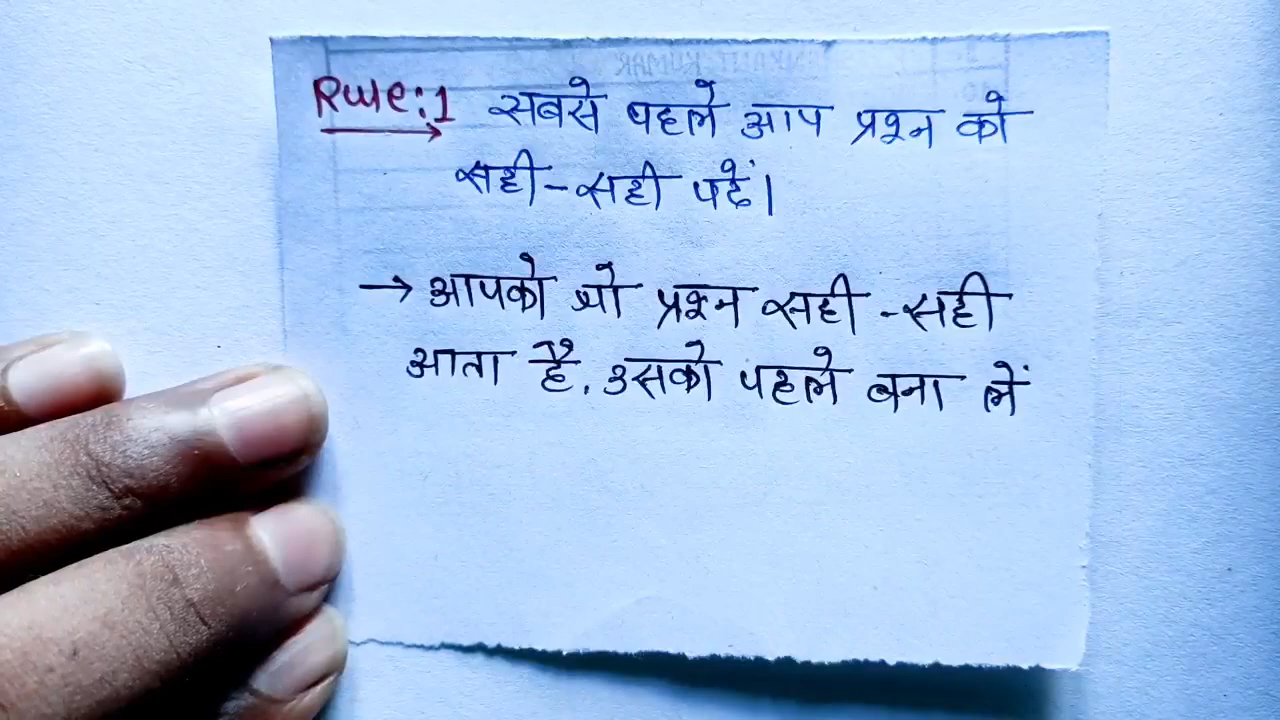 Rule:1 सबसे पहले आप प्रश्न को
सही-सही पढ़ें।
→ आपको जो प्रश्न सही-सही
आता है, उसको पहले बना लें